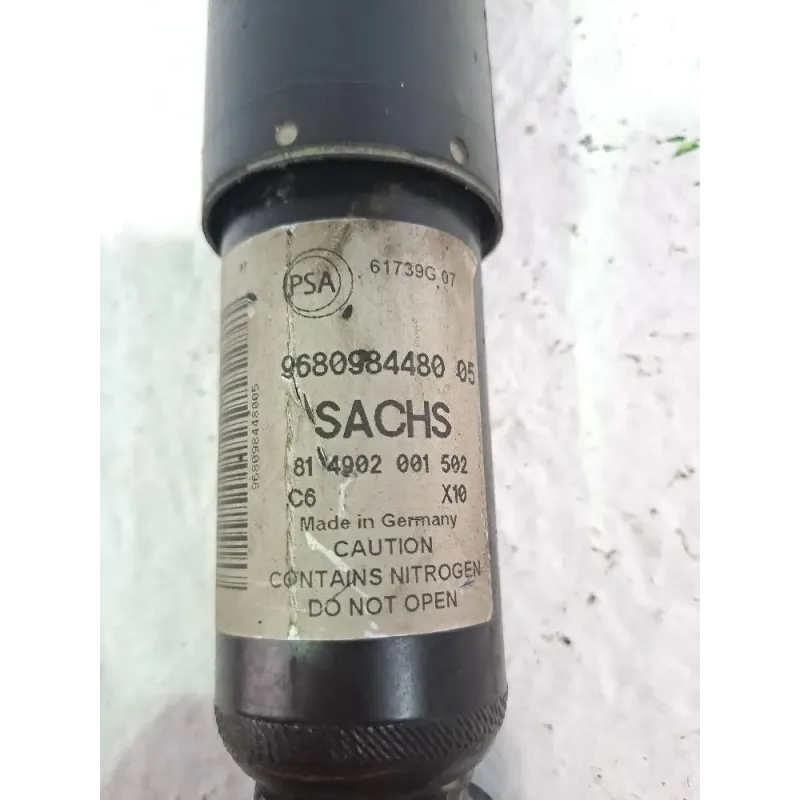 PSA
61739G 07
9680984480 05
SACHS
81 4902 001 502
C6 X10
Made in Germany
CAUTION
CONTAINS NITROGEN
DO NOT OPEN
968098448005